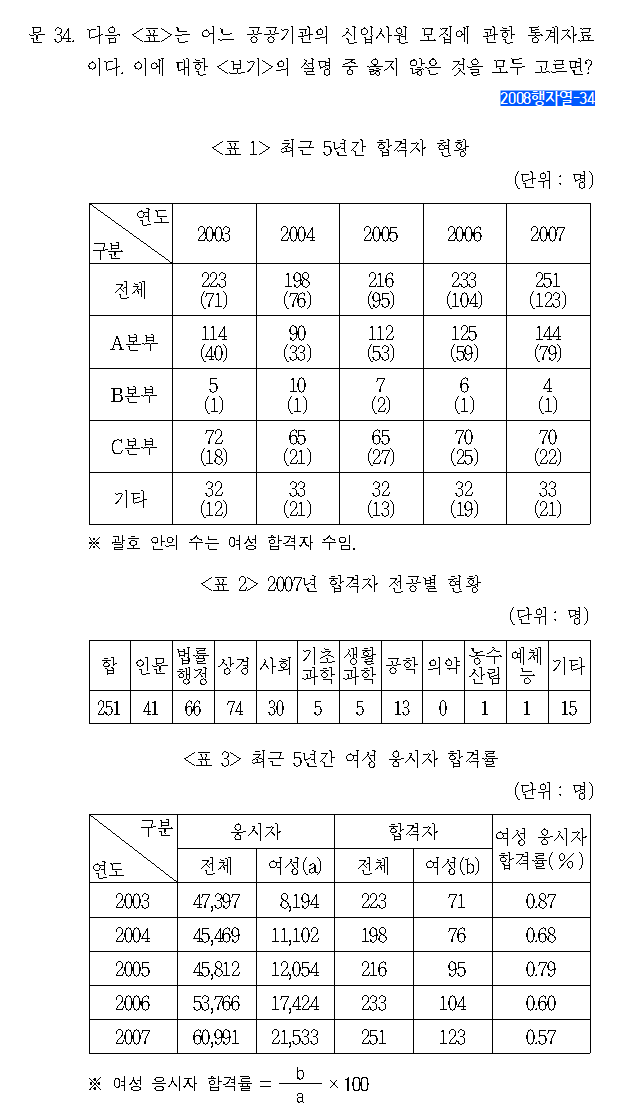 문 34. 다음 <표>는 어느 공공기관의 신입사원 모집에 관한 통계자료
이다. 이에 대한 <보기>의 설명 중 옳지 않은 것을 모두 고르면?
2008행자열-34
<표 1> 최근 5년간 합격자 현황
(단위 : 명)
연도 2003 2004 2005 2006 2007
구분
전체 223 198 216 233 251
(71) (76) (95) (104) (123)
A본부 114 90 112 125 144
(40) (33) (53) (59) (79)
B본부 5 10 7 6 4
(1) (1) (2) (1) (1)
C본부 72 65 65 70 70
(18) (21) (27) (25) (22)
기타 32 33 32 32 33
(12) (21) (13) (19) (21)
※ 괄호 안의 수는 여성 합격자 수임.
<표 2> 2007년 합격자 전공별 현황
(단위 : 명)
합 인문 법률행정 상경 사회 기초과학 생활과학 공학 의약 농수산림 예체능 기타
251 41 66 74 30 5 5 13 0 1 1 15
<표 3> 최근 5년간 여성 응시자 합격률
(단위 : 명)
구분 응시자 합격자 여성 응시자 합격률(%)
연도 전체 여성(a) 전체 여성(b)
2003 47,397 8,194 223 71 0.87
2004 45,469 11,102 198 76 0.68
2005 45,812 12,054 216 95 0.79
2006 53,766 17,424 233 104 0.60
2007 60,991 21,533 251 123 0.57
※ 여성 응시자 합격률 = b/a × 100